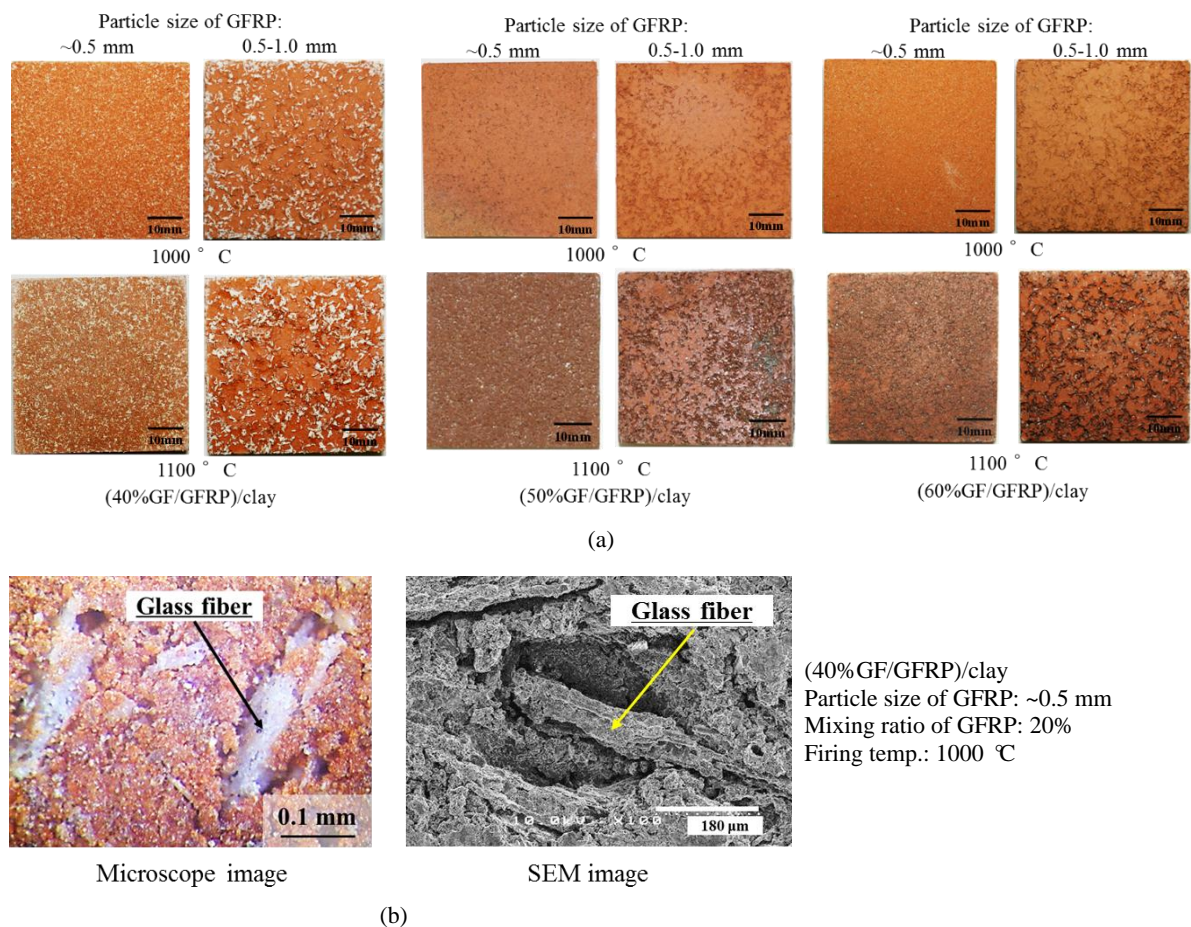 Particle size of GFRP:
~0.5 mm 0.5-1.0 mm
10mm 10mm
1000 ° C
10mm 10mm
1100 ° C
(40%GF/GFRP)/clay
Particle size of GFRP:
~0.5 mm 0.5-1.0 mm
10mm 10mm
1000 ° C
10mm 10mm
1100 ° C
(50%GF/GFRP)/clay
Particle size of GFRP:
~0.5 mm 0.5-1.0 mm
10mm 10mm
1000 ° C
10mm 10mm
1100 ° C
(60%GF/GFRP)/clay
(a)
Glass fiber
0.1 mm
Microscope image
Glass fiber
10.0kV X100
180 μm
SEM image
(40%GF/GFRP)/clay
Particle size of GFRP: ~0.5 mm
Mixing ratio of GFRP: 20%
Firing temp.: 1000 ℃
(b)